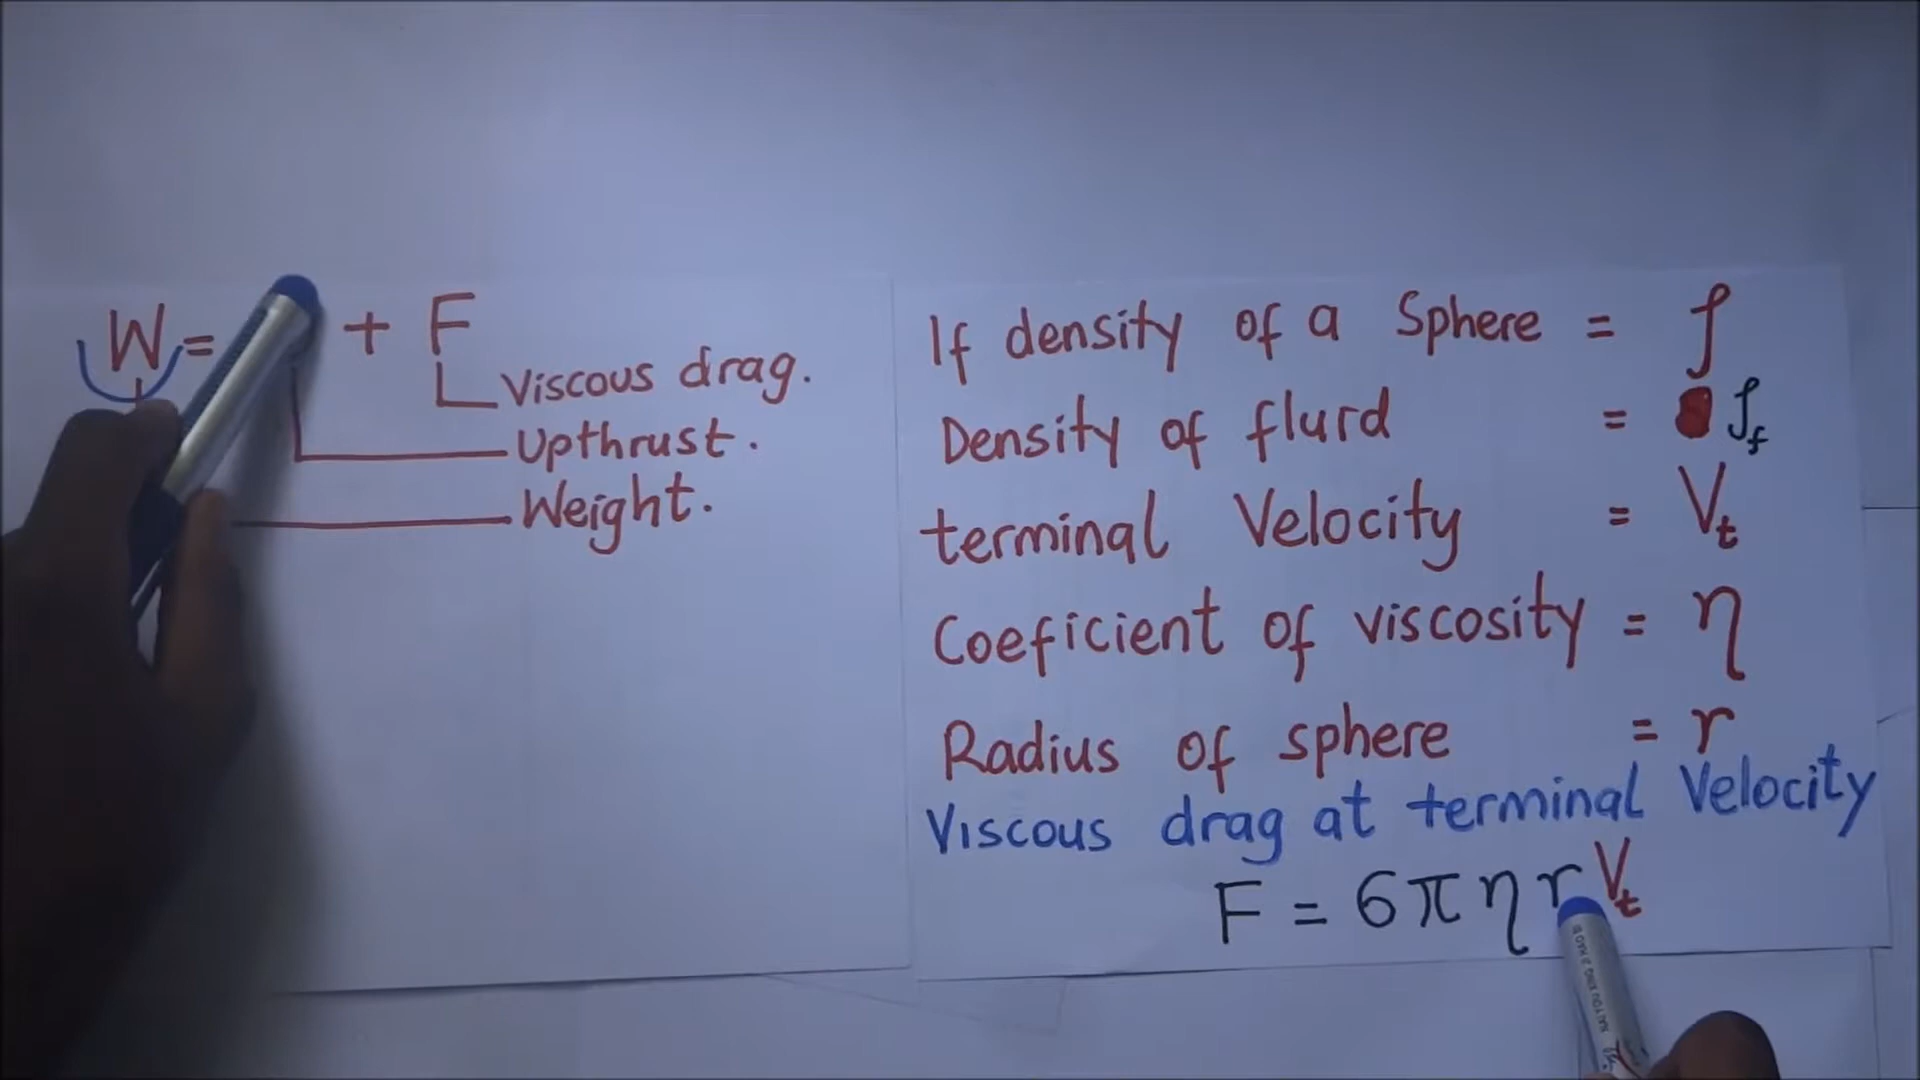 W = + F
Viscous drag.
Upthrust.
Weight.
If density of a Sphere = ρ
Density of flurd = ρf
terminal Velocity = Vt
Coeficient of viscosity = η
Radius of sphere = r
Viscous drag at terminal Velocity
F = 6πηrVt